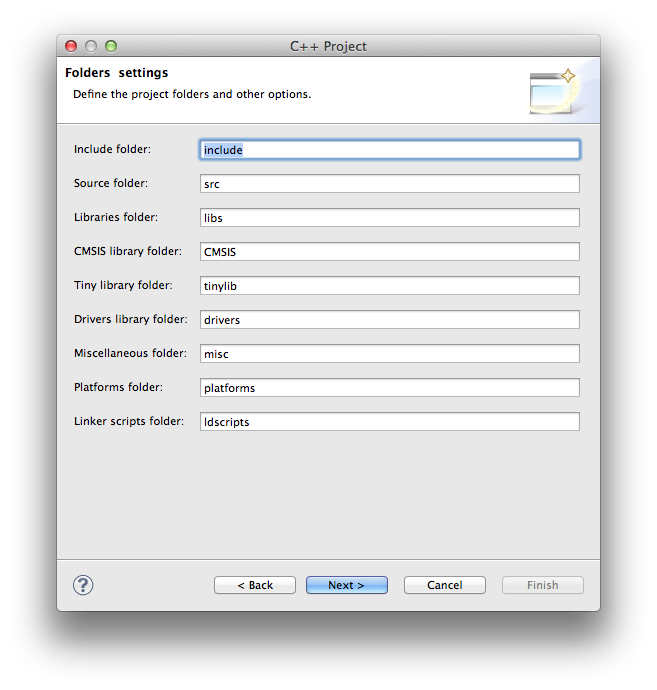 C++ Project
Folders settings
Define the project folders and other options.
Include folder: include
Source folder: src
Libraries folder: libs
CMSIS library folder: CMSIS
Tiny library folder: tinylib
Drivers library folder: drivers
Miscellaneous folder: misc
Platforms folder: platforms
Linker scripts folder: ldscripts
? < Back Next > Cancel Finish